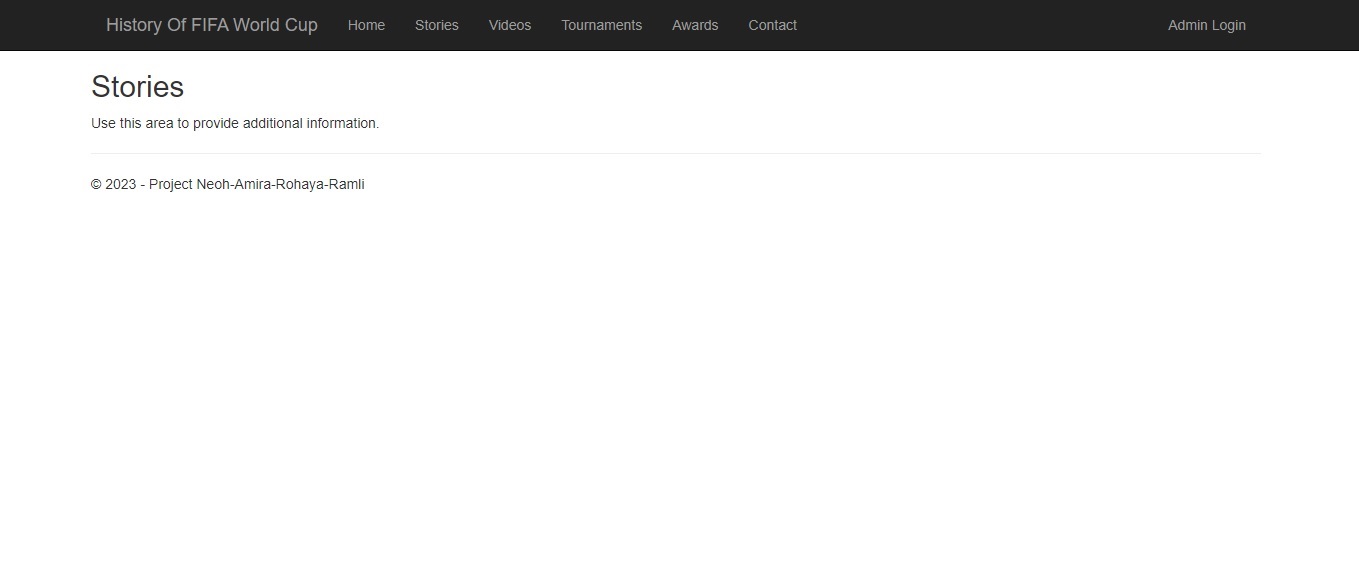 History Of FIFA World Cup Home Stories Videos Tournaments Awards Contact Admin Login
Stories
Use this area to provide additional information.
© 2023 - Project Neoh-Amira-Rohaya-Ramli